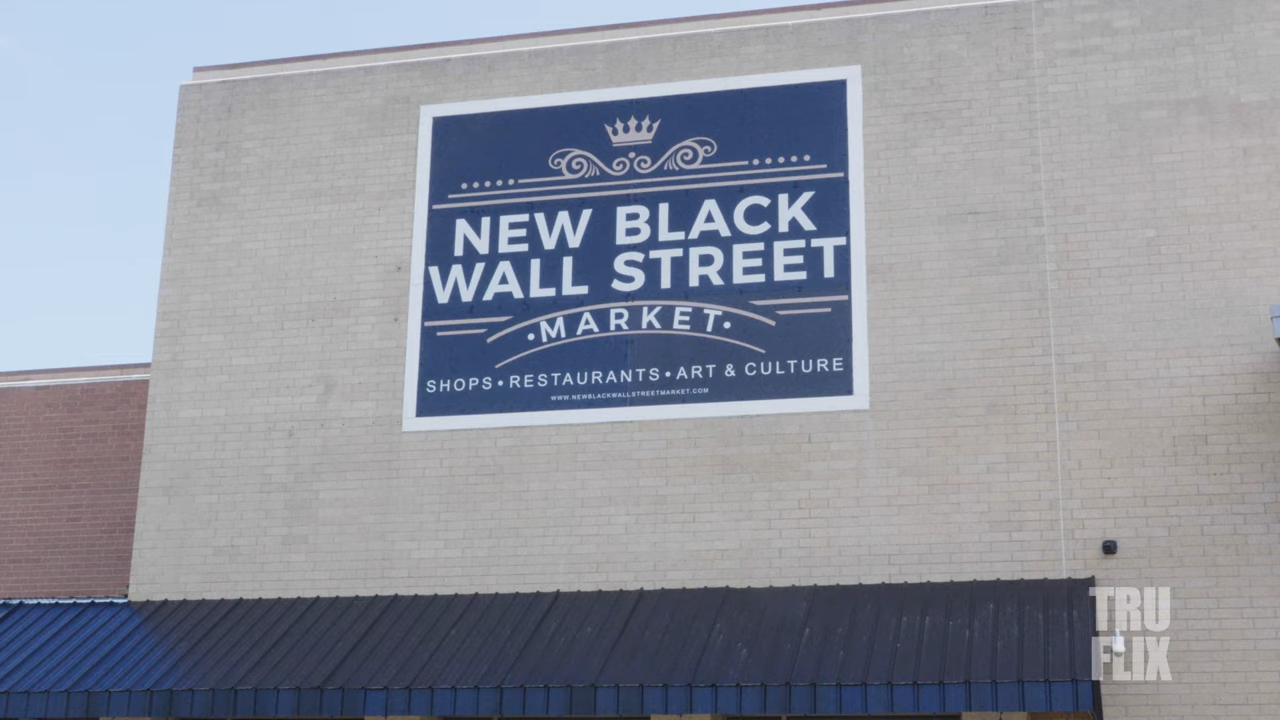 NEW BLACK
WALL STREET
•MARKET•
SHOPS•RESTAURANTS•ART & CULTURE
WWW.NEWBLACKWALLSTREETMARKET.COM
TRU
FLIX